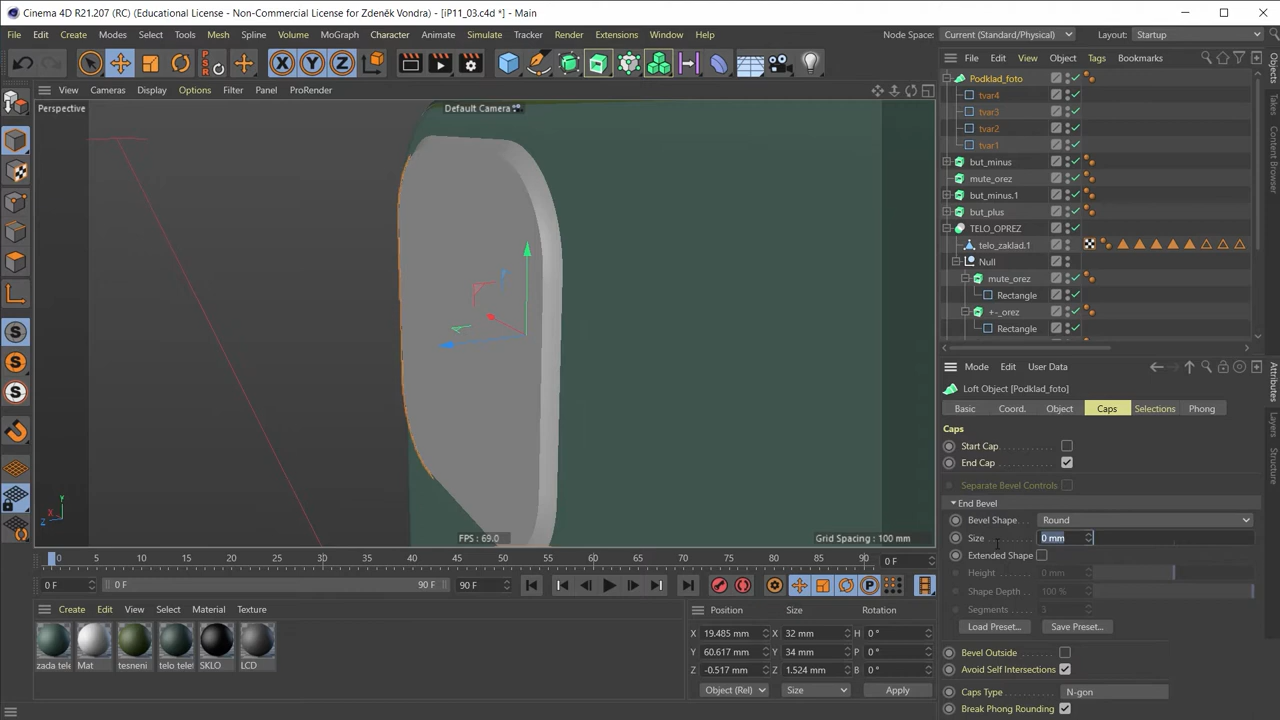 Cinema 4D R21.207 (RC) (Educational License - Non-Commercial License for Zdeněk Vondra) - [iP11_03.c4d *] - Main
File Edit Create Modes Select Tools Mesh Spline Volume MoGraph Character Animate Simulate Tracker Render Extensions Window Help Node Space: Current (Standard/Physical) Layout: Startup
PSR X Y Z
File Edit View Object Tags Bookmarks
View Cameras Display Options Filter Panel ProRender
Perspective
Default Camera
Podklad_foto
tvar4
tvar3
tvar2
tvar1
but_minus
mute_orez
but_minus.1
but_plus
TELO_OPREZ
telo_zaklad.1
Null
mute_orez
Rectangle
+-_orez
Rectangle
Objects
Takes
Content Browser
Mode Edit User Data
Attributes
Layers
Structure
Loft Object [Podklad_foto]
Basic Coord. Object Caps Selections Phong
Caps
Start Cap
End Cap
Separate Bevel Controls
End Bevel
Bevel Shape Round
Size 0 mm
Extended Shape
Height 0 mm
Shape Depth 100 %
Segments 3
Load Preset... Save Preset...
Bevel Outside
Avoid Self Intersections
Caps Type N-gon
Break Phong Rounding
FPS : 69.0
Grid Spacing : 100 mm
Y X Z
0 5 10 15 20 25 30 35 40 45 50 55 60 65 70 75 80 85 90 0 F
0 F 0 F 90 F 90 F
Create Edit View Select Material Texture
zada tele Mat tesneni telo telef SKLO LCD
Position Size Rotation
X 19.485 mm X 32 mm H 0 °
Y 60.617 mm Y 34 mm P 0 °
Z -0.517 mm Z 1.524 mm B 0 °
Object (Rel) Size Apply